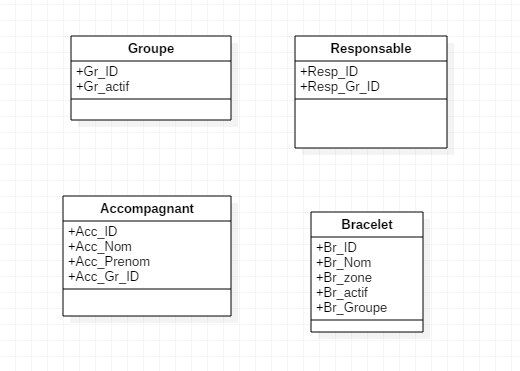 Groupe
+Gr_ID
+Gr_actif
Responsable
+Resp_ID
+Resp_Gr_ID
Accompagnant
+Acc_ID
+Acc_Nom
+Acc_Prenom
+Acc_Gr_ID
Bracelet
+Br_ID
+Br_Nom
+Br_zone
+Br_actif
+Br_Groupe